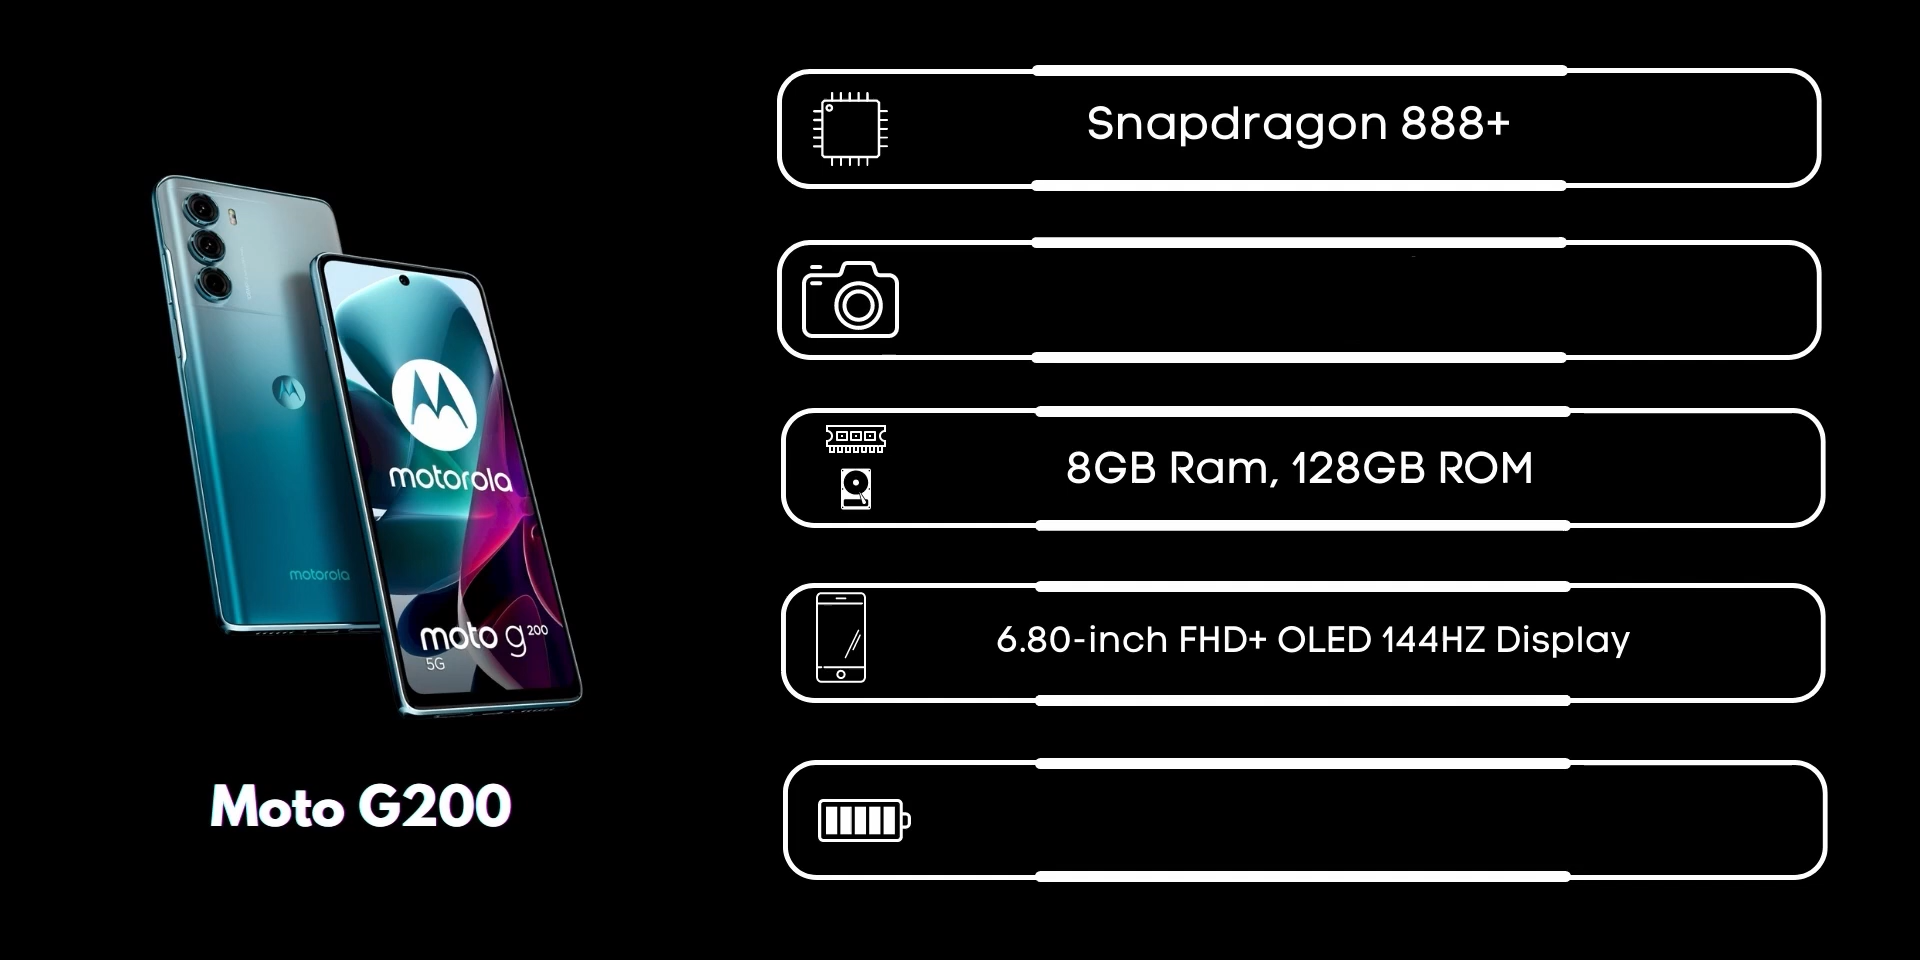 Snapdragon 888+
8GB Ram, 128GB ROM
6.80-inch FHD+ OLED 144HZ Display
motorola
motorola
moto g200
5G
Moto G200